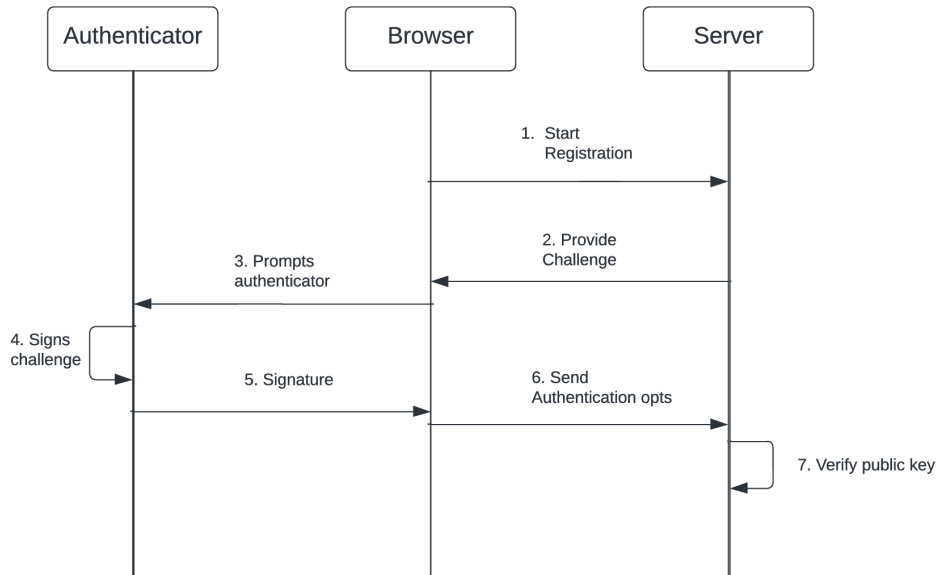 Authenticator
Browser
Server
1. Start
Registration
2. Provide
Challenge
3. Prompts
authenticator
4. Signs
challenge
5. Signature
6. Send
Authentication opts
7. Verify public key